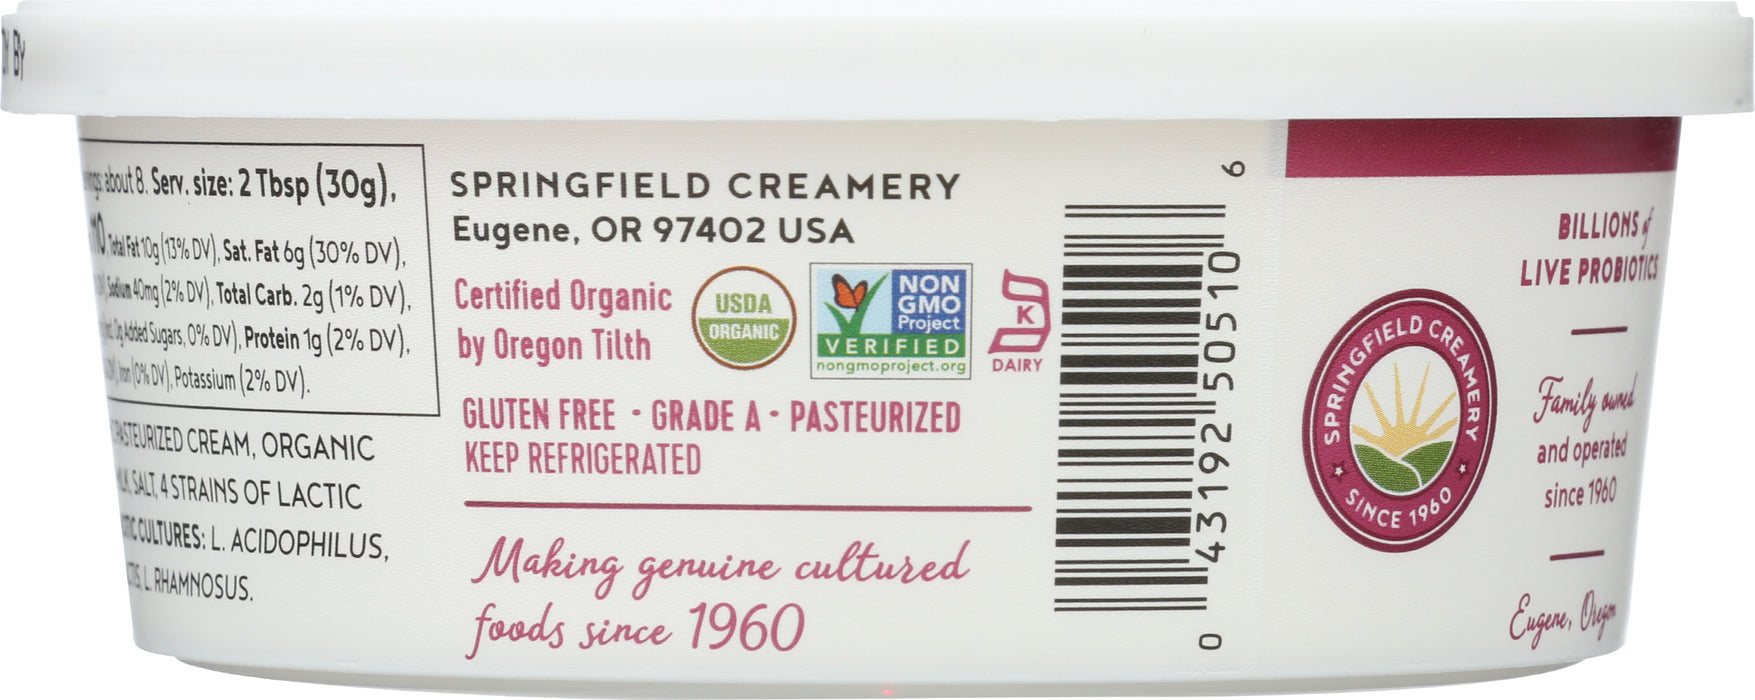 BY
about 8. Serv. size: 2 Tbsp (30g),
Total Fat 10g (13% DV), Sat. Fat 6g (30% DV),
Sodium 40mg (2% DV), Total Carb. 2g (1% DV),
0g Added Sugars, 0% DV), Protein 1g (2% DV),
Iron (0% DV), Potassium (2% DV).
PASTEURIZED CREAM, ORGANIC
SALT, 4 STRAINS OF LACTIC
CULTURES: L. ACIDOPHILUS,
L. RHAMNOSUS.
SPRINGFIELD CREAMERY
Eugene, OR 97402 USA
Certified Organic
by Oregon Tilth
USDA
ORGANIC
NON
GMO
Project
VERIFIED
nongmoproject.org
K
DAIRY
GLUTEN FREE · GRADE A · PASTEURIZED
KEEP REFRIGERATED
Making genuine cultured
foods since 1960
0 43192 50510 6
SPRINGFIELD CREAMERY
SINCE 1960
BILLIONS of
LIVE PROBIOTICS
Family owned
and operated
since 1960
Eugene, Oregon